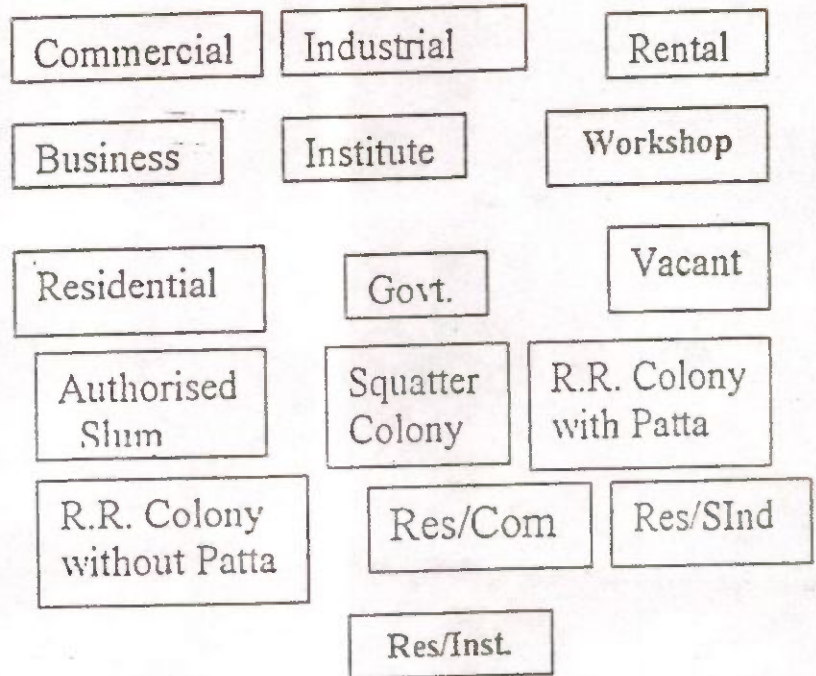 Commercial Industrial Rental
Business Institute Workshop
Residential Govt. Vacant
Authorised
Slum
Squatter
Colony
R.R. Colony
with Patta
R.R. Colony
without Patta
Res/Com Res/SInd
Res/Inst.